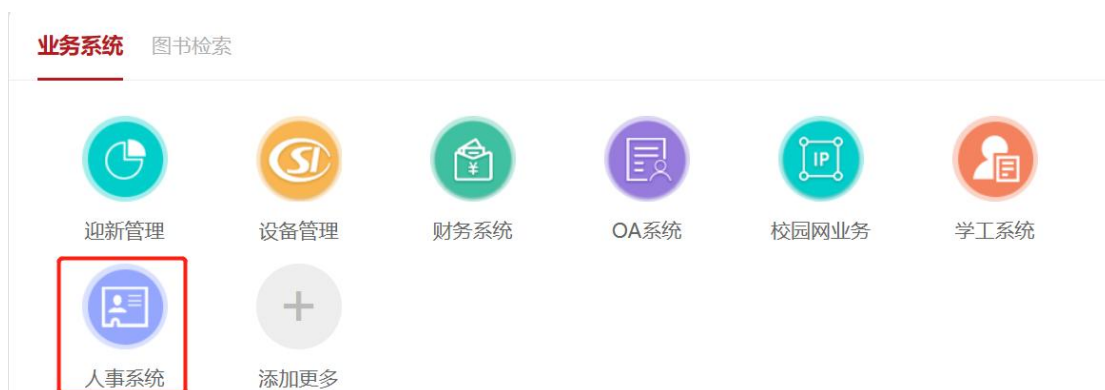 业务系统 图书检索
SI
¥
IP
迎新管理 设备管理 财务系统 OA系统 校园网业务 学工系统
人事系统 添加更多